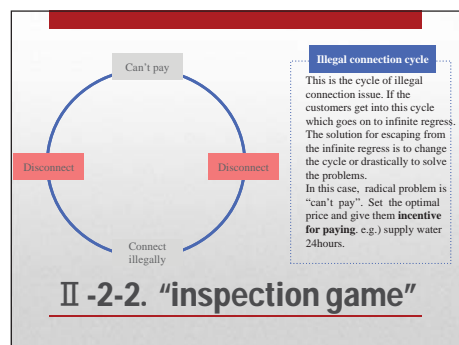 Can't pay
Disconnect
Disconnect
Connect
illegally
Illegal connection cycle
This is the cycle of illegal
connection issue. If the
customers get into this cycle
which goes on to infinite regress.
The solution for escaping from
the infinite regress is to change
the cycle or drastically to solve
the problems.
In this case, radical problem is
“can't pay”. Set the optimal
price and give them incentive
for paying. e.g.) supply water
24hours.
Ⅱ-2-2. “inspection game”